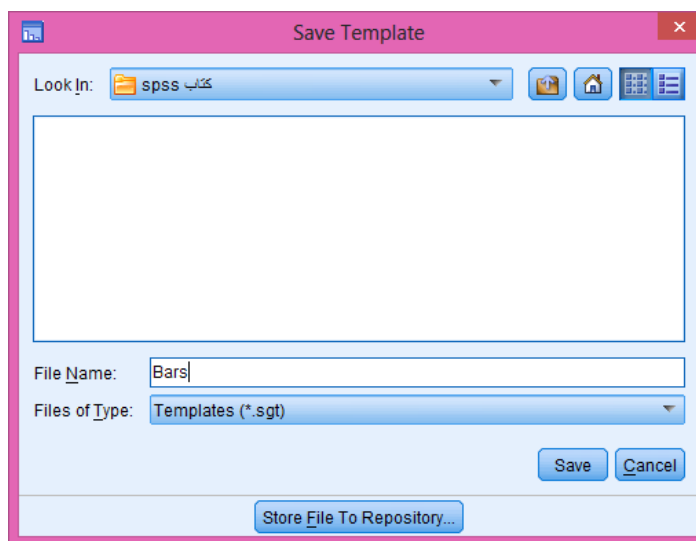 Save Template
Look In: كتاب spss
File Name: Bars
Files of Type: Templates (*.sgt)
Save Cancel
Store File To Repository...